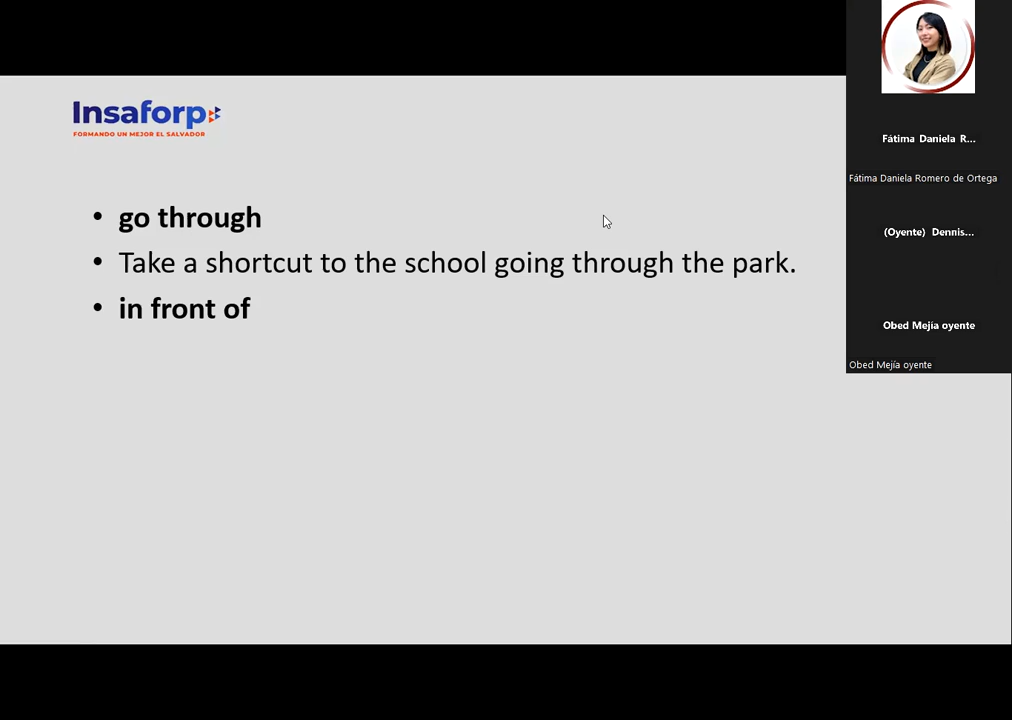 Insaforp
FORMANDO UN MEJOR EL SALVADOR
• go through
• Take a shortcut to the school going through the park.
• in front of
Fátima Daniela R...
Fátima Daniela Romero de Ortega
(Oyente) Dennis...
Obed Mejía oyente
Obed Mejía oyente